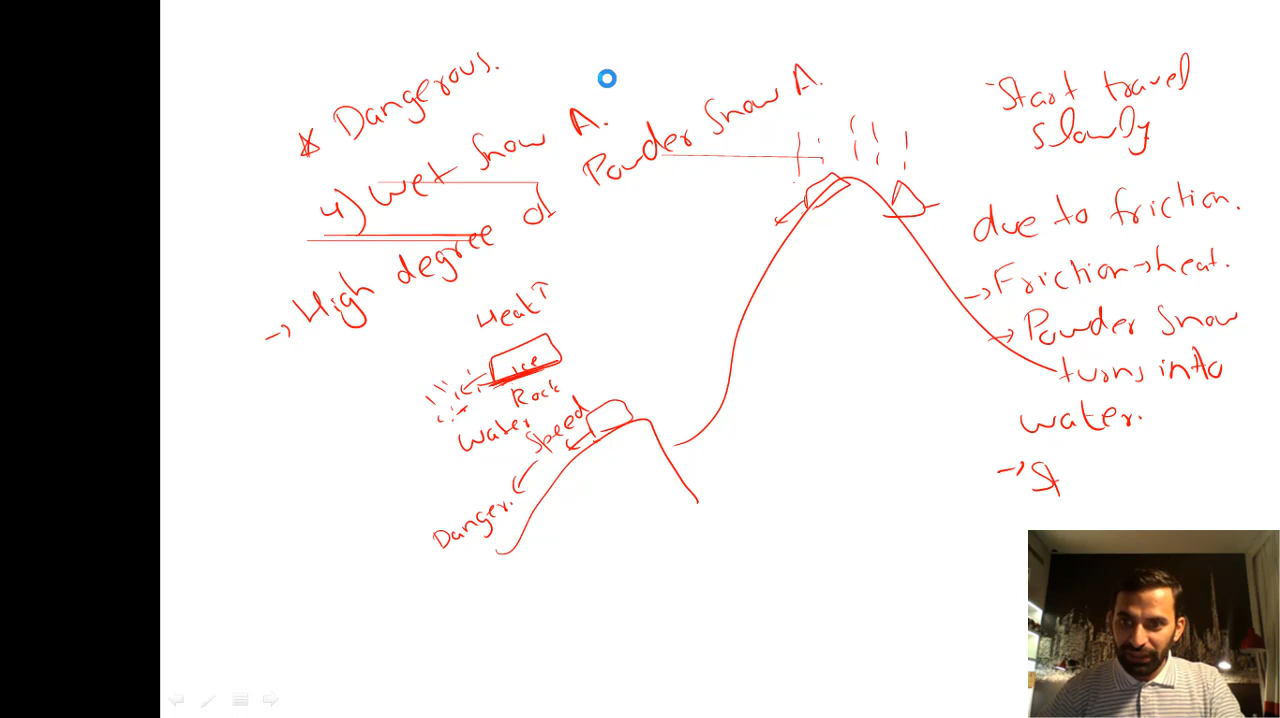 * Dangerous.
4) Wet Snow A.
Powder Snow A.
→ High degree of
Heat↑
Ice
Rock
Water
Speed
Danger.
Start travel
slowly
due to friction.
→ Friction→heat.
→ Powder Snow
turns into
water.
→ St